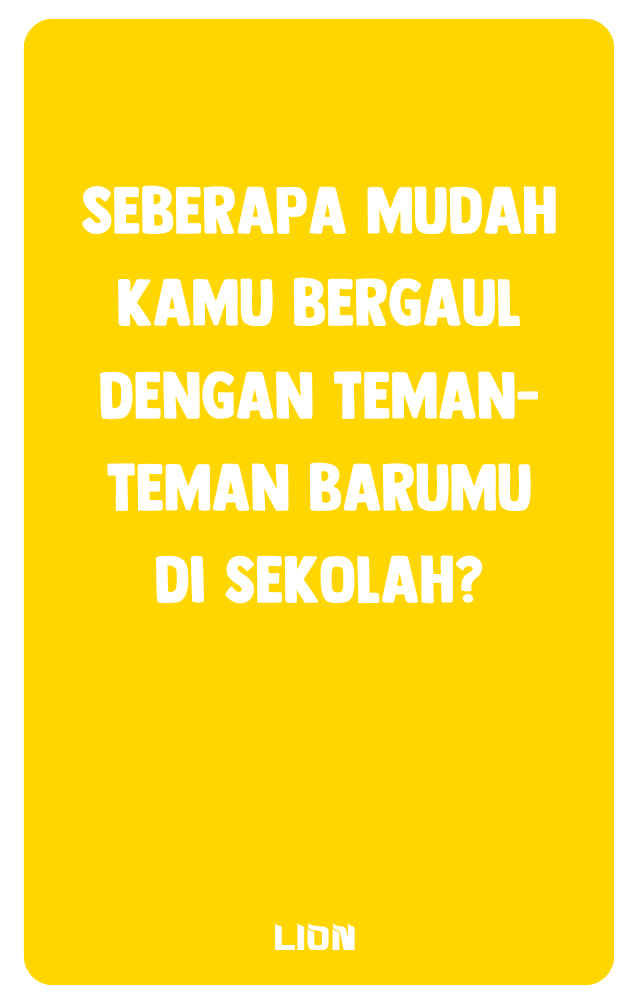 SEBERAPA MUDAH
KAMU BERGAUL
DENGAN TEMAN-
TEMAN BARUMU
DI SEKOLAH?
LION